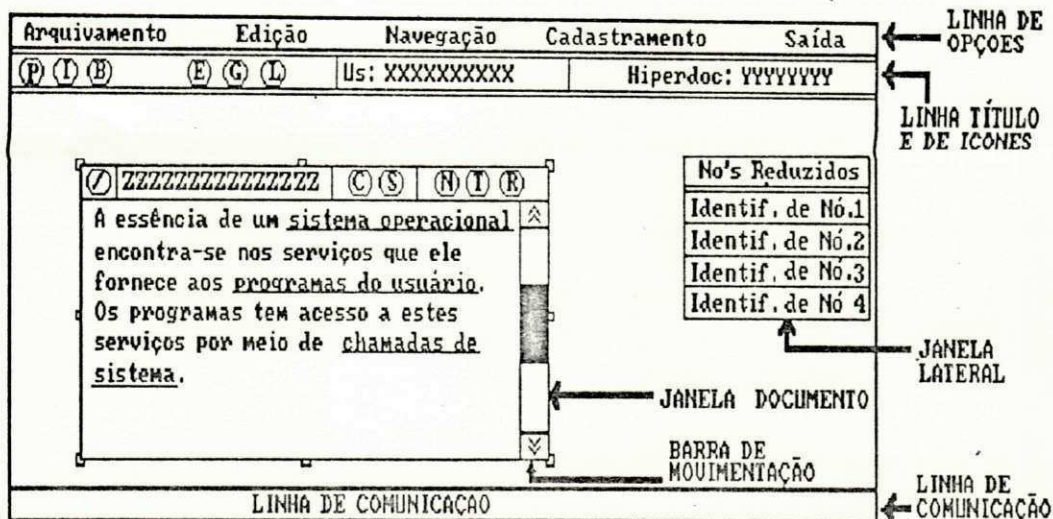 Arquivamento Edição Navegação Cadastramento Saída
LINHA DE
OPÇOES
(P) (I) (B) (E) (G) (L) Us: XXXXXXXXXX Hiperdoc: YYYYYYYY
LINHA TÍTULO
E DE ICONES
(/) ZZZZZZZZZZZZZZZ (C) (S) (N) (T) (R)
A essência de um sistema operacional
encontra-se nos serviços que ele
fornece aos programas do usuário.
Os programas tem acesso a estes
serviços por meio de chamadas de
sistema.
No's Reduzidos
Identif. de Nó.1
Identif. de Nó.2
Identif. de Nó.3
Identif. de Nó 4
JANELA
LATERAL
JANELA DOCUMENTO
BARRA DE
MOVIMENTAÇÃO
LINHA DE COMUNICAÇAO
LINHA DE
COMUNICAÇÃO